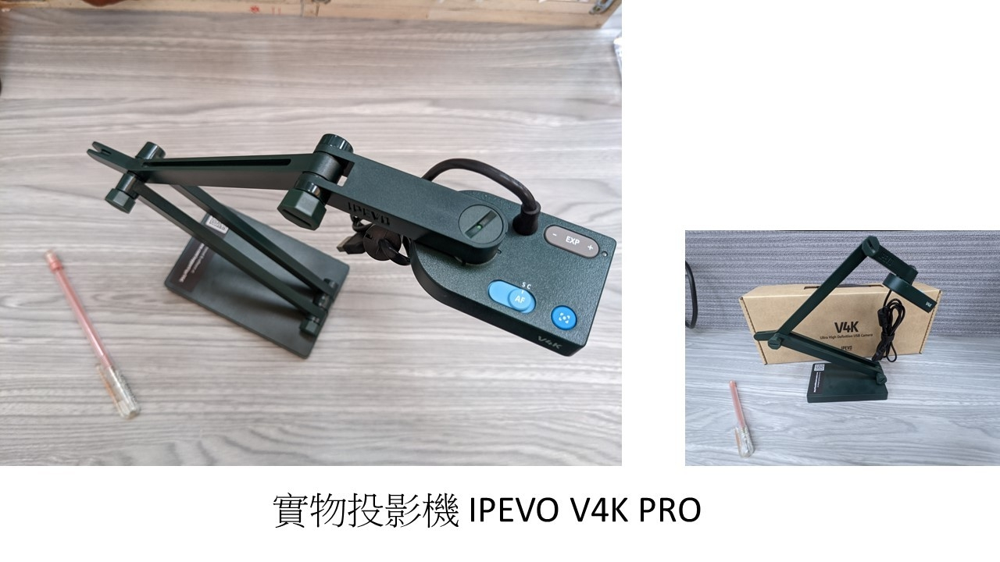 IPEVO
- EXP +
S C
AF
V4K
V4K
Ultra High Definition USB Camera
IPEVO
實物投影機 IPEVO V4K PRO